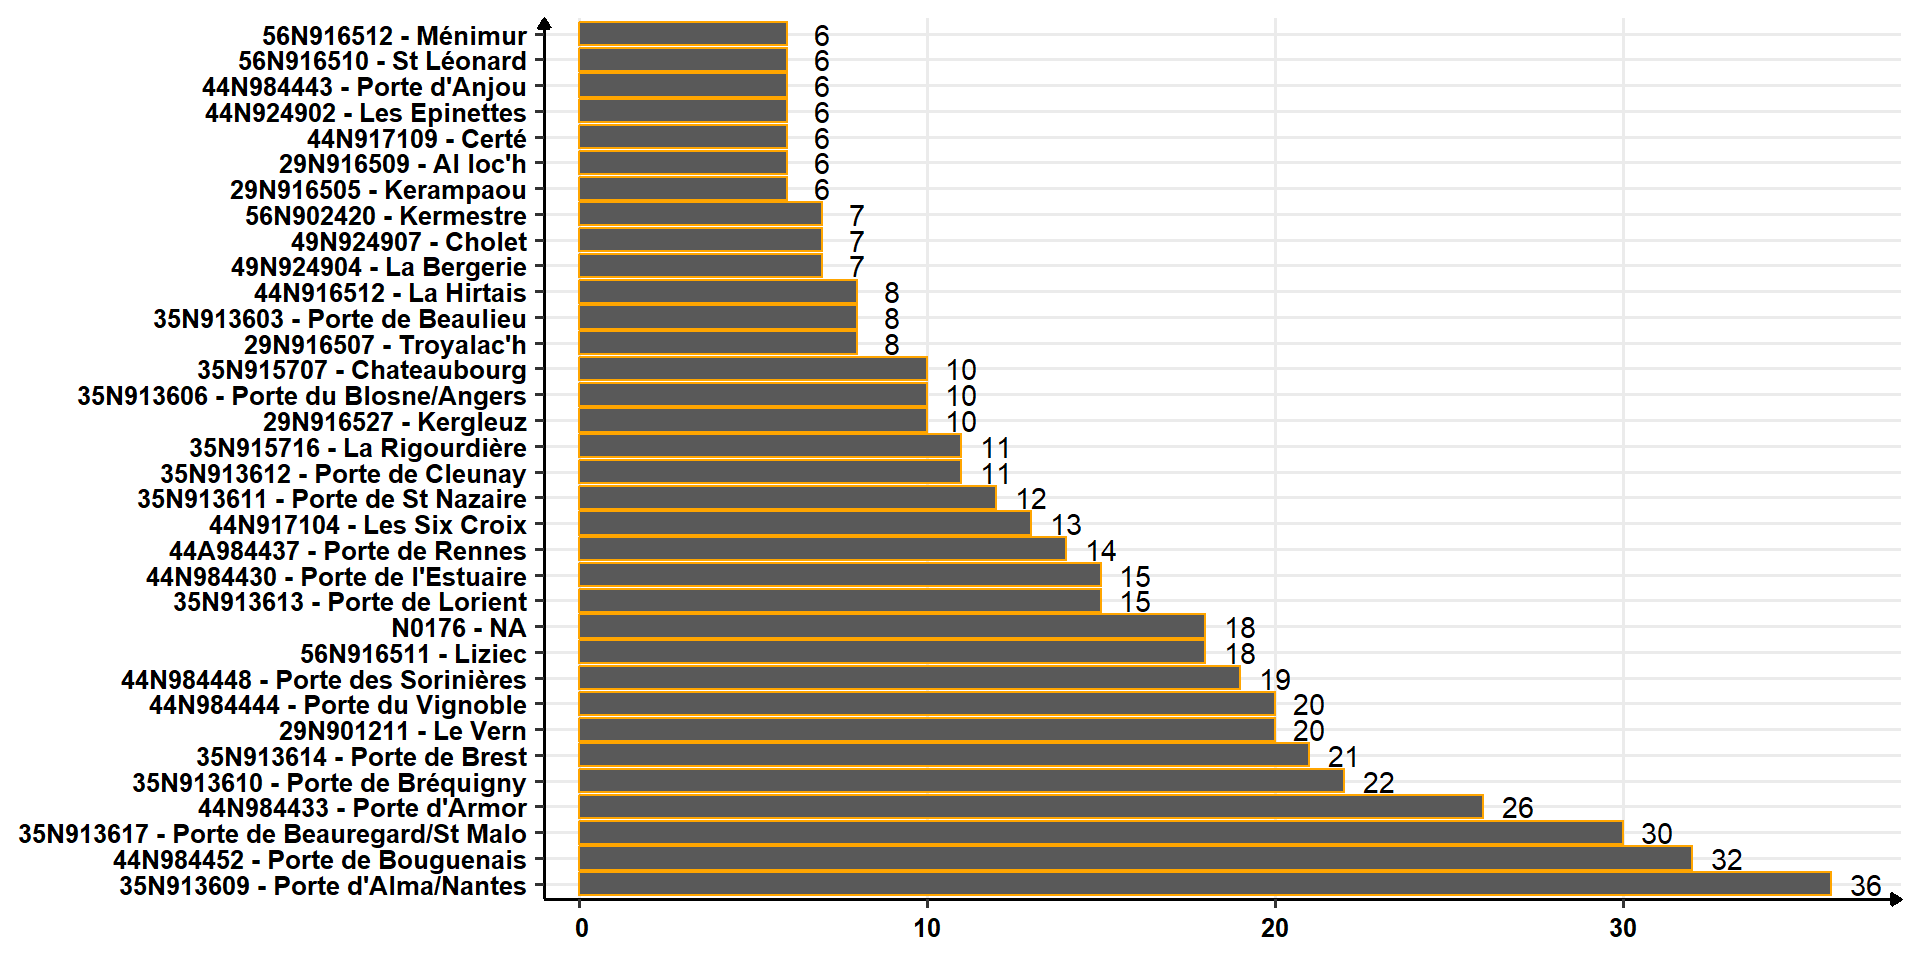 56N916512 - Ménimur 6
56N916510 - St Léonard 6
44N984443 - Porte d'Anjou 6
44N924902 - Les Epinettes 6
44N917109 - Certé 6
29N916509 - Al loc'h 6
29N916505 - Kerampaou 6
56N902420 - Kermestre 7
49N924907 - Cholet 7
49N924904 - La Bergerie 7
44N916512 - La Hirtais 8
35N913603 - Porte de Beaulieu 8
29N916507 - Troyalac'h 8
35N915707 - Chateaubourg 10
35N913606 - Porte du Blosne/Angers 10
29N916527 - Kergleuz 10
35N915716 - La Rigourdière 11
35N913612 - Porte de Cleunay 11
35N913611 - Porte de St Nazaire 12
44N917104 - Les Six Croix 13
44A984437 - Porte de Rennes 14
44N984430 - Porte de l'Estuaire 15
35N913613 - Porte de Lorient 15
N0176 - NA 18
56N916511 - Liziec 18
44N984448 - Porte des Sorinières 19
44N984444 - Porte du Vignoble 20
29N901211 - Le Vern 20
35N913614 - Porte de Brest 21
35N913610 - Porte de Bréquigny 22
44N984433 - Porte d'Armor 26
35N913617 - Porte de Beauregard/St Malo 30
44N984452 - Porte de Bouguenais 32
35N913609 - Porte d'Alma/Nantes 36
0 10 20 30